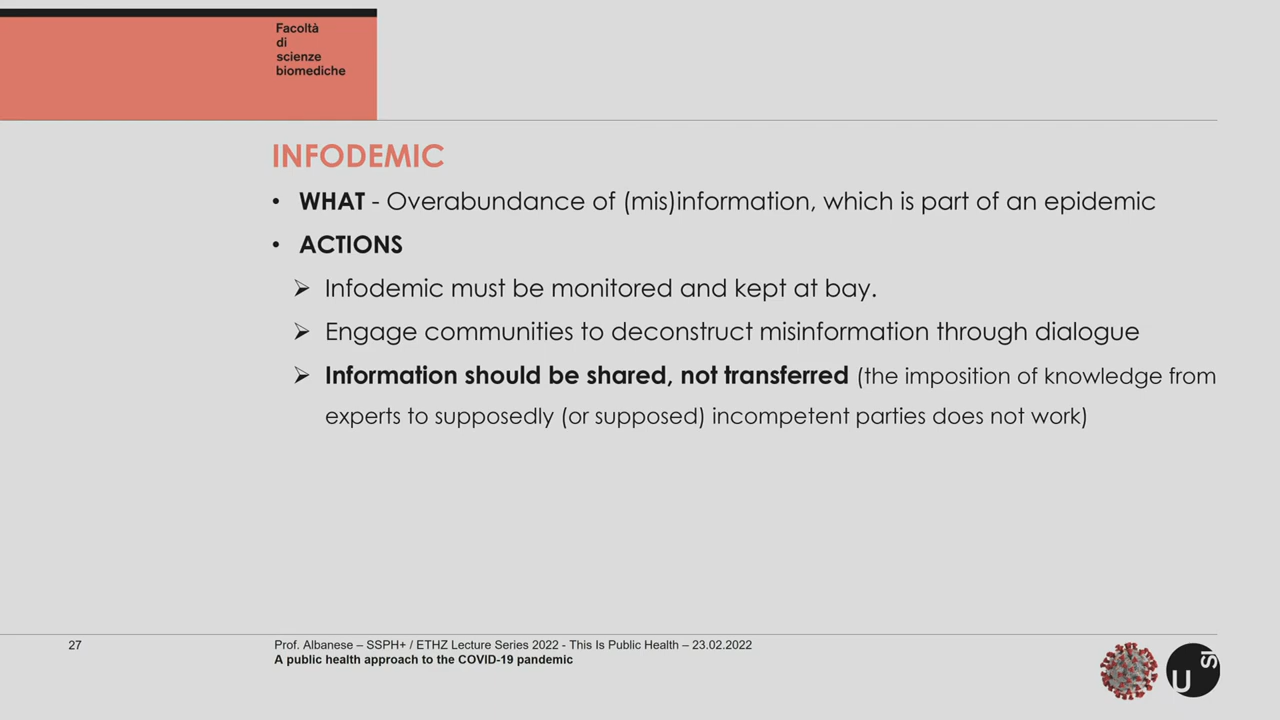 Facoltà
di
scienze
biomediche
INFODEMIC
• WHAT - Overabundance of (mis)information, which is part of an epidemic
• ACTIONS
➢ Infodemic must be monitored and kept at bay.
➢ Engage communities to deconstruct misinformation through dialogue
➢ Information should be shared, not transferred (the imposition of knowledge from
experts to supposedly (or supposed) incompetent parties does not work)
27
Prof. Albanese – SSPH+ / ETHZ Lecture Series 2022 - This Is Public Health – 23.02.2022
A public health approach to the COVID-19 pandemic
U
SI